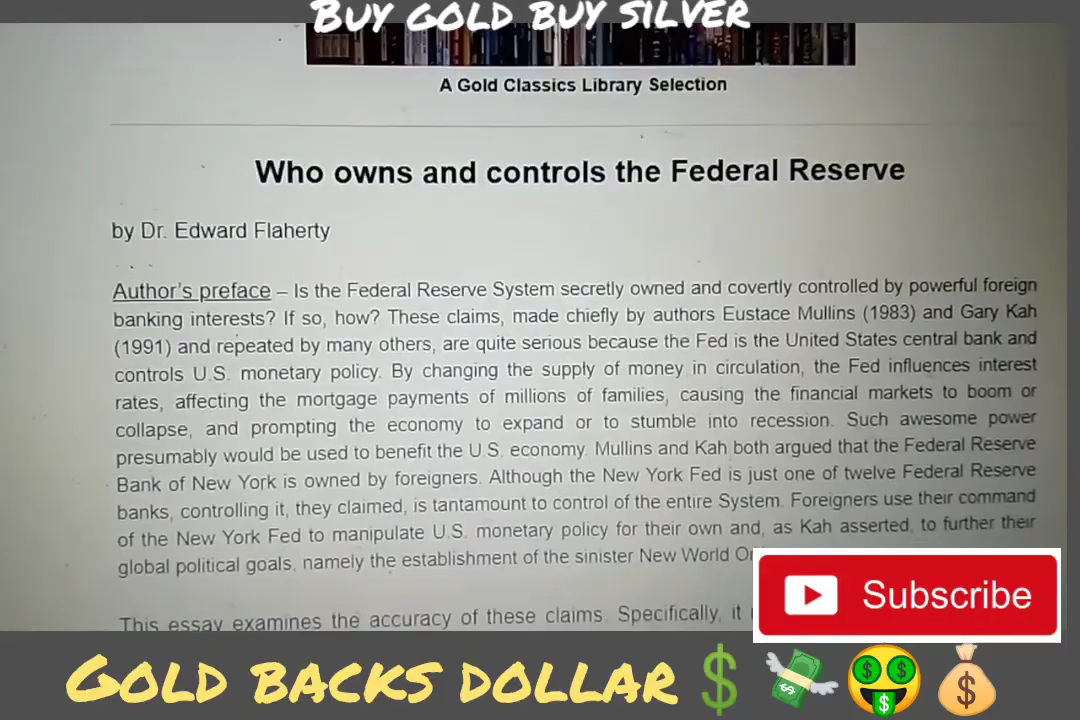 BUY GOLD BUY SILVER
A Gold Classics Library Selection
Who owns and controls the Federal Reserve
by Dr. Edward Flaherty
Author's preface – Is the Federal Reserve System secretly owned and covertly controlled by powerful foreign
banking interests? If so, how? These claims, made chiefly by authors Eustace Mullins (1983) and Gary Kah
(1991) and repeated by many others, are quite serious because the Fed is the United States central bank and
controls U.S. monetary policy. By changing the supply of money in circulation, the Fed influences interest
rates, affecting the mortgage payments of millions of families, causing the financial markets to boom or
collapse, and prompting the economy to expand or to stumble into recession. Such awesome power
presumably would be used to benefit the U.S. economy. Mullins and Kah both argued that the Federal Reserve
Bank of New York is owned by foreigners. Although the New York Fed is just one of twelve Federal Reserve
banks, controlling it, they claimed, is tantamount to control of the entire System. Foreigners use their command
of the New York Fed to manipulate U.S. monetary policy for their own and, as Kah asserted, to further their
global political goals, namely the establishment of the sinister New World
This essay examines the accuracy of these claims. Specifically, it
Subscribe
GOLD BACKS DOLLAR